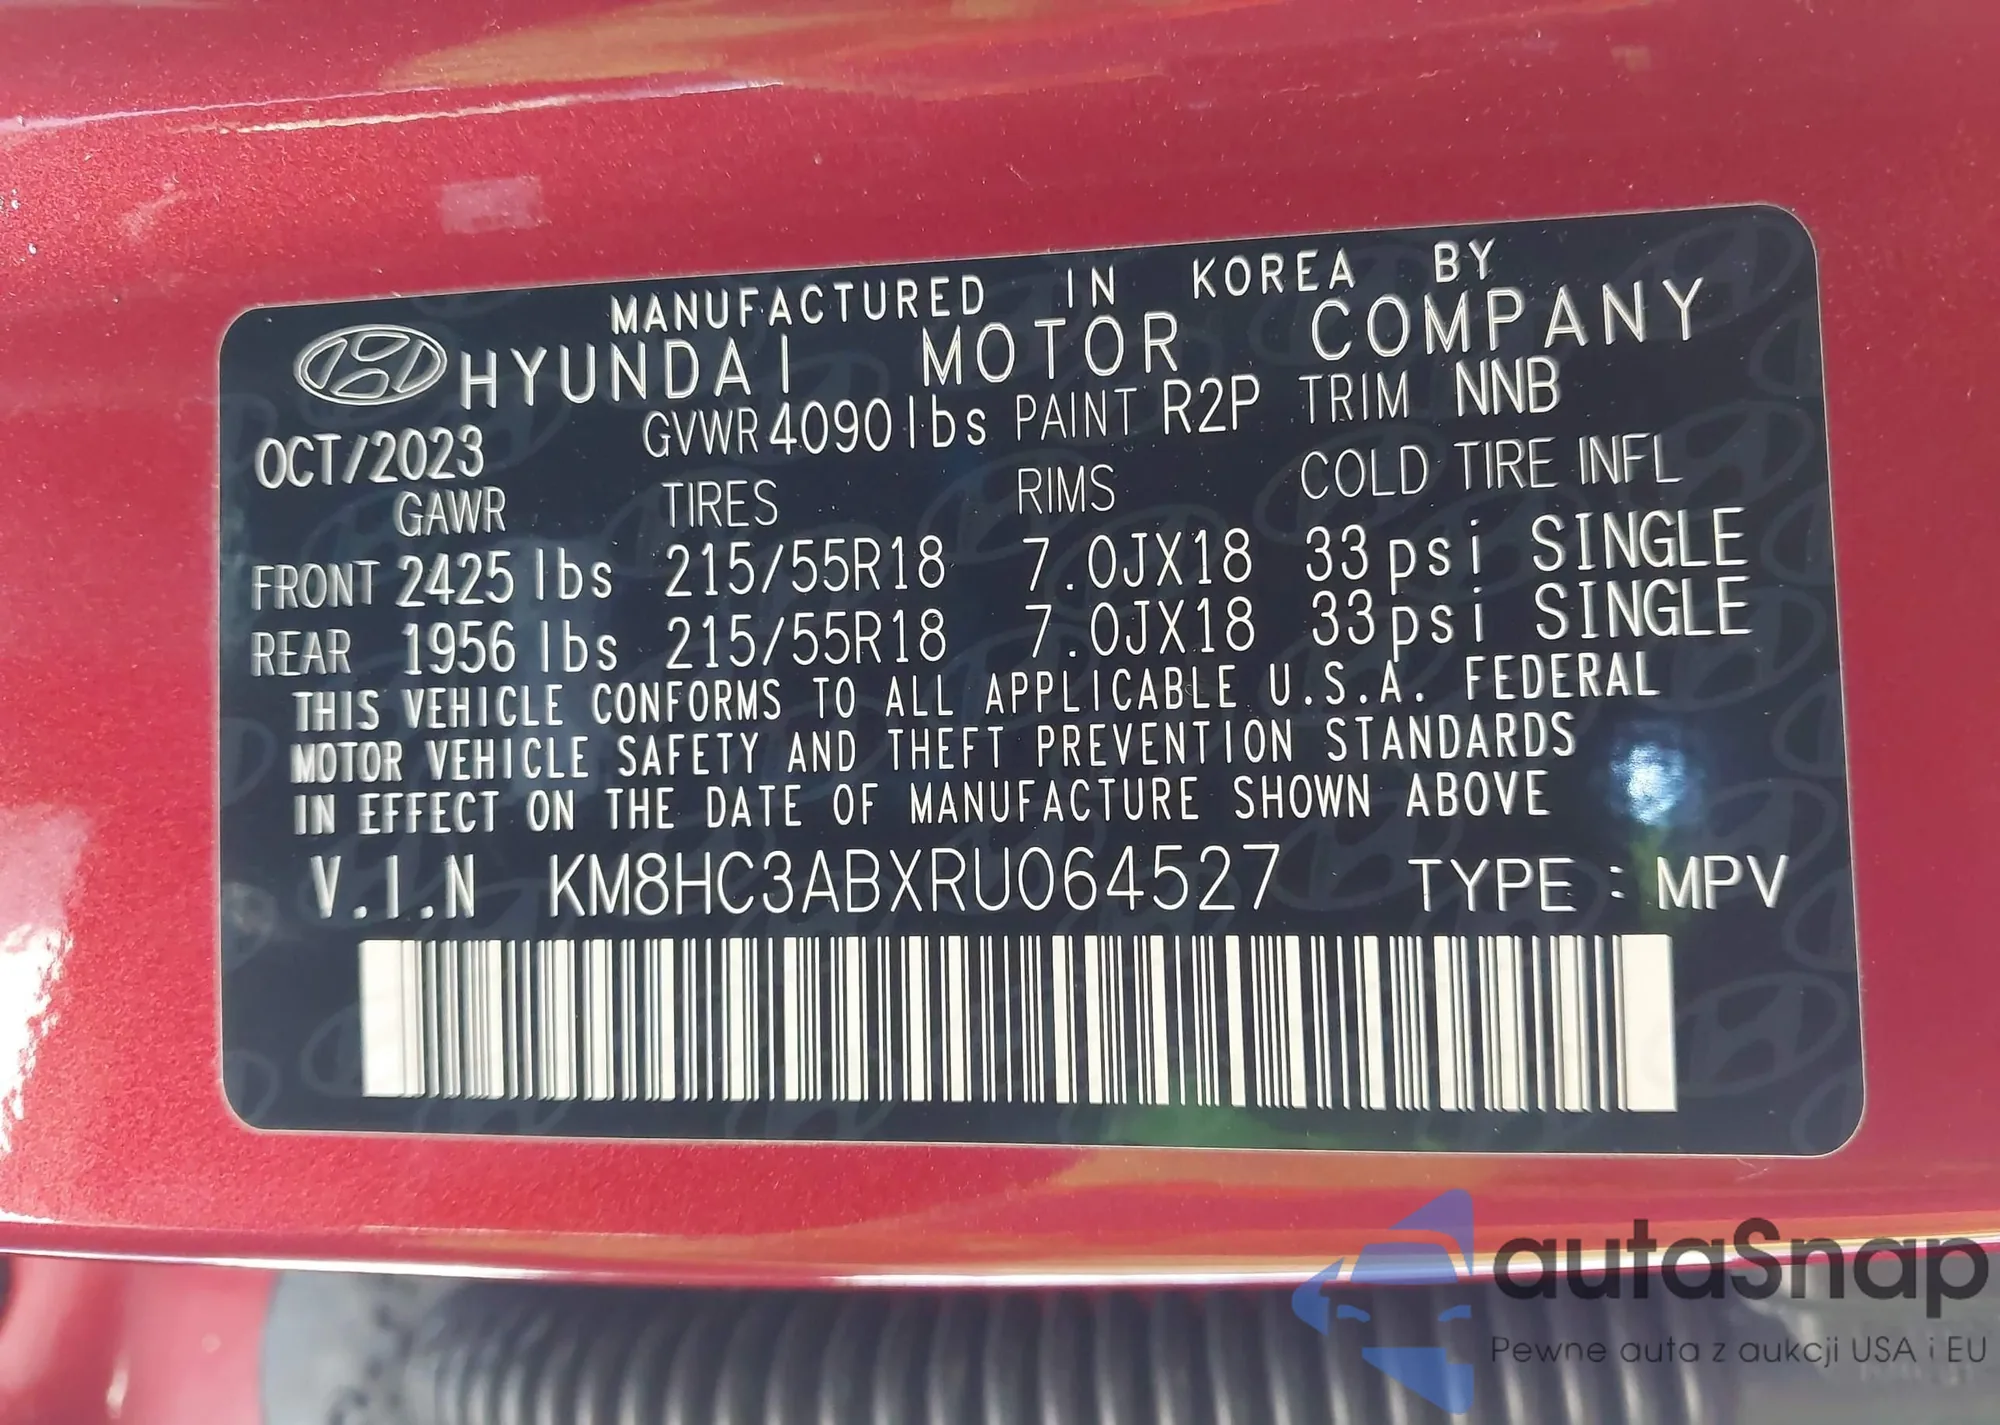 MANUFACTURED IN KOREA BY
HYUNDAI MOTOR COMPANY
OCT/2023 GVWR 4090 lbs PAINT R2P TRIM NNB
GAWR TIRES RIMS COLD TIRE INFL
FRONT 2425 lbs 215/55R18 7.0JX18 33psi SINGLE
REAR 1956 lbs 215/55R18 7.0JX18 33psi SINGLE
THIS VEHICLE CONFORMS TO ALL APPLICABLE U.S.A. FEDERAL
MOTOR VEHICLE SAFETY AND THEFT PREVENTION STANDARDS
IN EFFECT ON THE DATE OF MANUFACTURE SHOWN ABOVE
V.I.N KM8HC3ABXRU064527 TYPE : MPV
autaSnap
Pewne auta z aukcji USA i EU